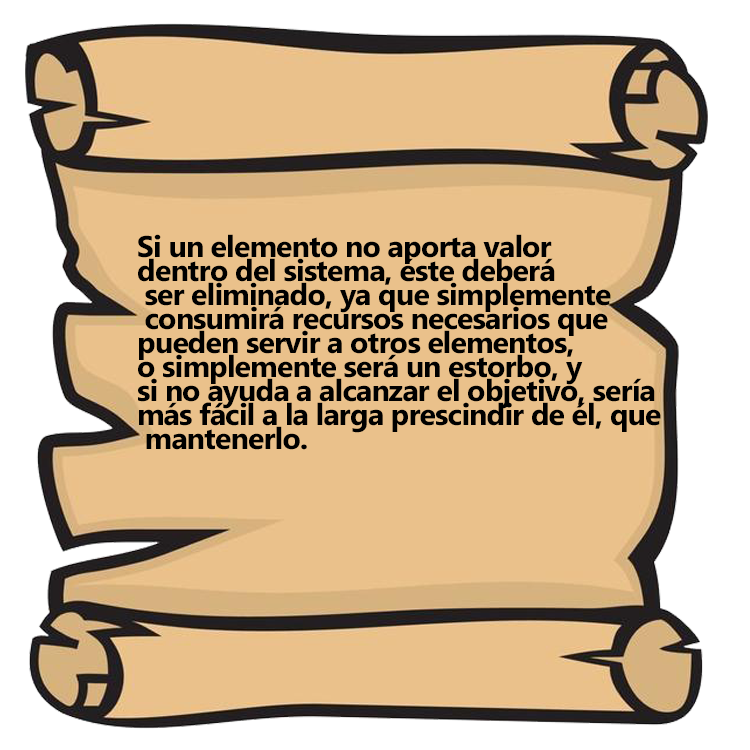 Si un elemento no aporta valor
dentro del sistema, éste deberá
ser eliminado, ya que simplemente
consumirá recursos necesarios que
pueden servir a otros elementos,
o simplemente será un estorbo, y
si no ayuda a alcanzar el objetivo, sería
más fácil a la larga prescindir de él, que
mantenerlo.